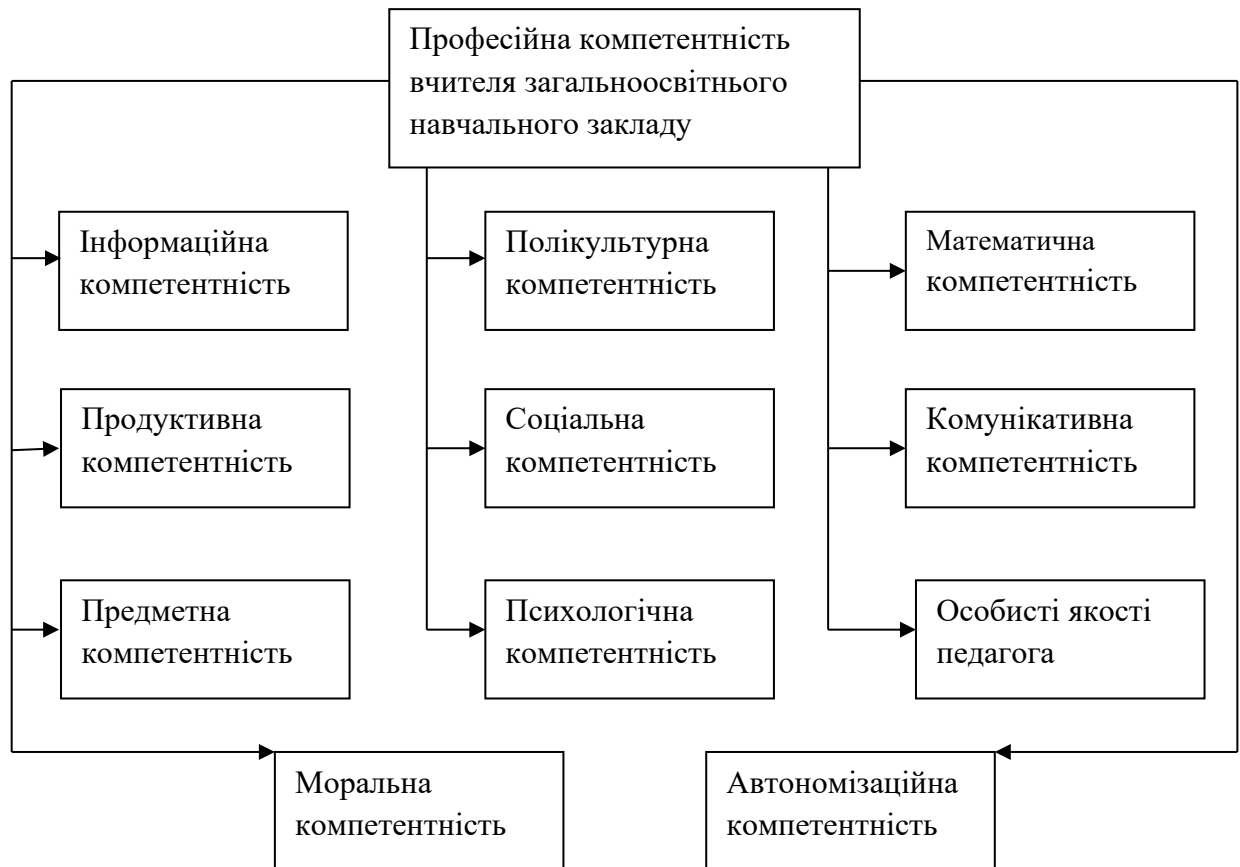 Професійна компетентність
вчителя загальноосвітнього
навчального закладу
Інформаційна
компетентність
Полікультурна
компетентність
Математична
компетентність
Продуктивна
компетентність
Соціальна
компетентність
Комунікативна
компетентність
Предметна
компетентність
Психологічна
компетентність
Особисті якості
педагога
Моральна
компетентність
Автономізаційна
компетентність